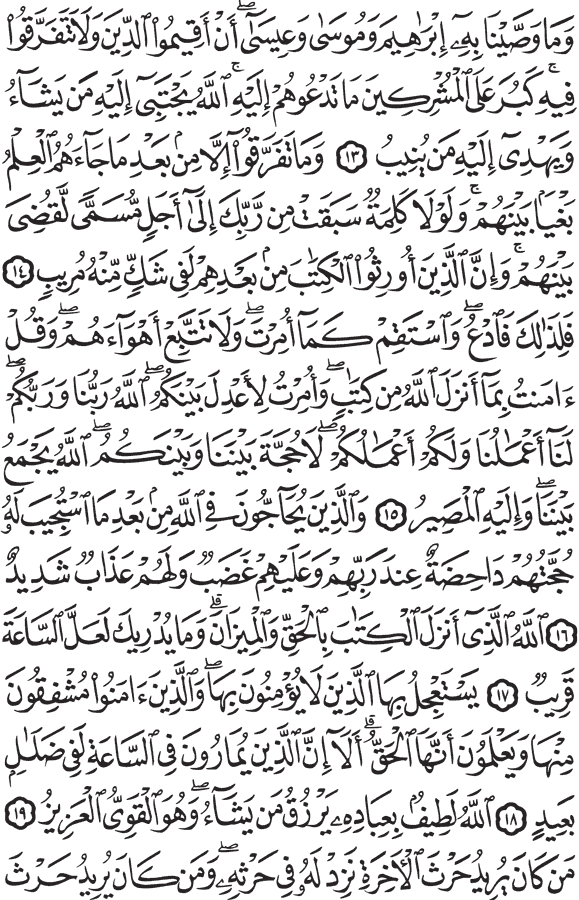 وَمَا وَصَّيْنَا بِهِۦٓ إِبْرَٰهِيمَ وَمُوسَىٰ وَعِيسَىٰٓۖ أَنْ أَقِيمُوا۟ ٱلدِّينَ وَلَا تَتَفَرَّقُوا۟
فِيهِۚ كَبُرَ عَلَى ٱلْمُشْرِكِينَ مَا تَدْعُوهُمْ إِلَيْهِۚ ٱللَّهُ يَجْتَبِىٓ إِلَيْهِ مَن يَشَآءُ
وَيَهْدِىٓ إِلَيْهِ مَن يُنِيبُ ١٣ وَمَا تَفَرَّقُوٓا۟ إِلَّا مِنۢ بَعْدِ مَا جَآءَهُمُ ٱلْعِلْمُ
بَغْيًۢا بَيْنَهُمْۚ وَلَوْلَا كَلِمَةٌ سَبَقَتْ مِن رَّبِّكَ إِلَىٰٓ أَجَلٍ مُّسَمًّى لَّقُضِىَ
بَيْنَهُمْۚ وَإِنَّ ٱلَّذِينَ أُورِثُوا۟ ٱلْكِتَٰبَ مِنۢ بَعْدِهِمْ لَفِى شَكٍّ مِّنْهُ مُرِيبٍ ١٤
فَلِذَٰلِكَ فَٱدْعُۖ وَٱسْتَقِمْ كَمَآ أُمِرْتَۖ وَلَا تَتَّبِعْ أَهْوَآءَهُمْۖ وَقُلْ
ءَامَنتُ بِمَآ أَنزَلَ ٱللَّهُ مِن كِتَٰبٍۖ وَأُمِرْتُ لِأَعْدِلَ بَيْنَكُمُۖ ٱللَّهُ رَبُّنَا وَرَبُّكُمْۖ
لَنَآ أَعْمَٰلُنَا وَلَكُمْ أَعْمَٰلُكُمْۖ لَا حُجَّةَ بَيْنَنَا وَبَيْنَكُمُۖ ٱللَّهُ يَجْمَعُ
بَيْنَنَاۖ وَإِلَيْهِ ٱلْمَصِيرُ ١٥ وَٱلَّذِينَ يُحَآجُّونَ فِى ٱللَّهِ مِنۢ بَعْدِ مَا ٱسْتُجِيبَ لَهُۥ
حُجَّتُهُمْ دَاحِضَةٌ عِندَ رَبِّهِمْ وَعَلَيْهِمْ غَضَبٌ وَلَهُمْ عَذَابٌ شَدِيدٌ
١٦ ٱللَّهُ ٱلَّذِىٓ أَنزَلَ ٱلْكِتَٰبَ بِٱلْحَقِّ وَٱلْمِيزَانَۗ وَمَا يُدْرِيكَ لَعَلَّ ٱلسَّاعَةَ
قَرِيبٌ ١٧ يَسْتَعْجِلُ بِهَا ٱلَّذِينَ لَا يُؤْمِنُونَ بِهَاۖ وَٱلَّذِينَ ءَامَنُوا۟ مُشْفِقُونَ
مِنْهَا وَيَعْلَمُونَ أَنَّهَا ٱلْحَقُّۗ أَلَآ إِنَّ ٱلَّذِينَ يُمَارُونَ فِى ٱلسَّاعَةِ لَفِى ضَلَٰلٍۭ
بَعِيدٍ ١٨ ٱللَّهُ لَطِيفٌۢ بِعِبَادِهِۦ يَرْزُقُ مَن يَشَآءُۖ وَهُوَ ٱلْقَوِىُّ ٱلْعَزِيزُ ١٩
مَن كَانَ يُرِيدُ حَرْثَ ٱلْءَاخِرَةِ نَزِدْ لَهُۥ فِى حَرْثِهِۦۖ وَمَن كَانَ يُرِيدُ حَرْثَ